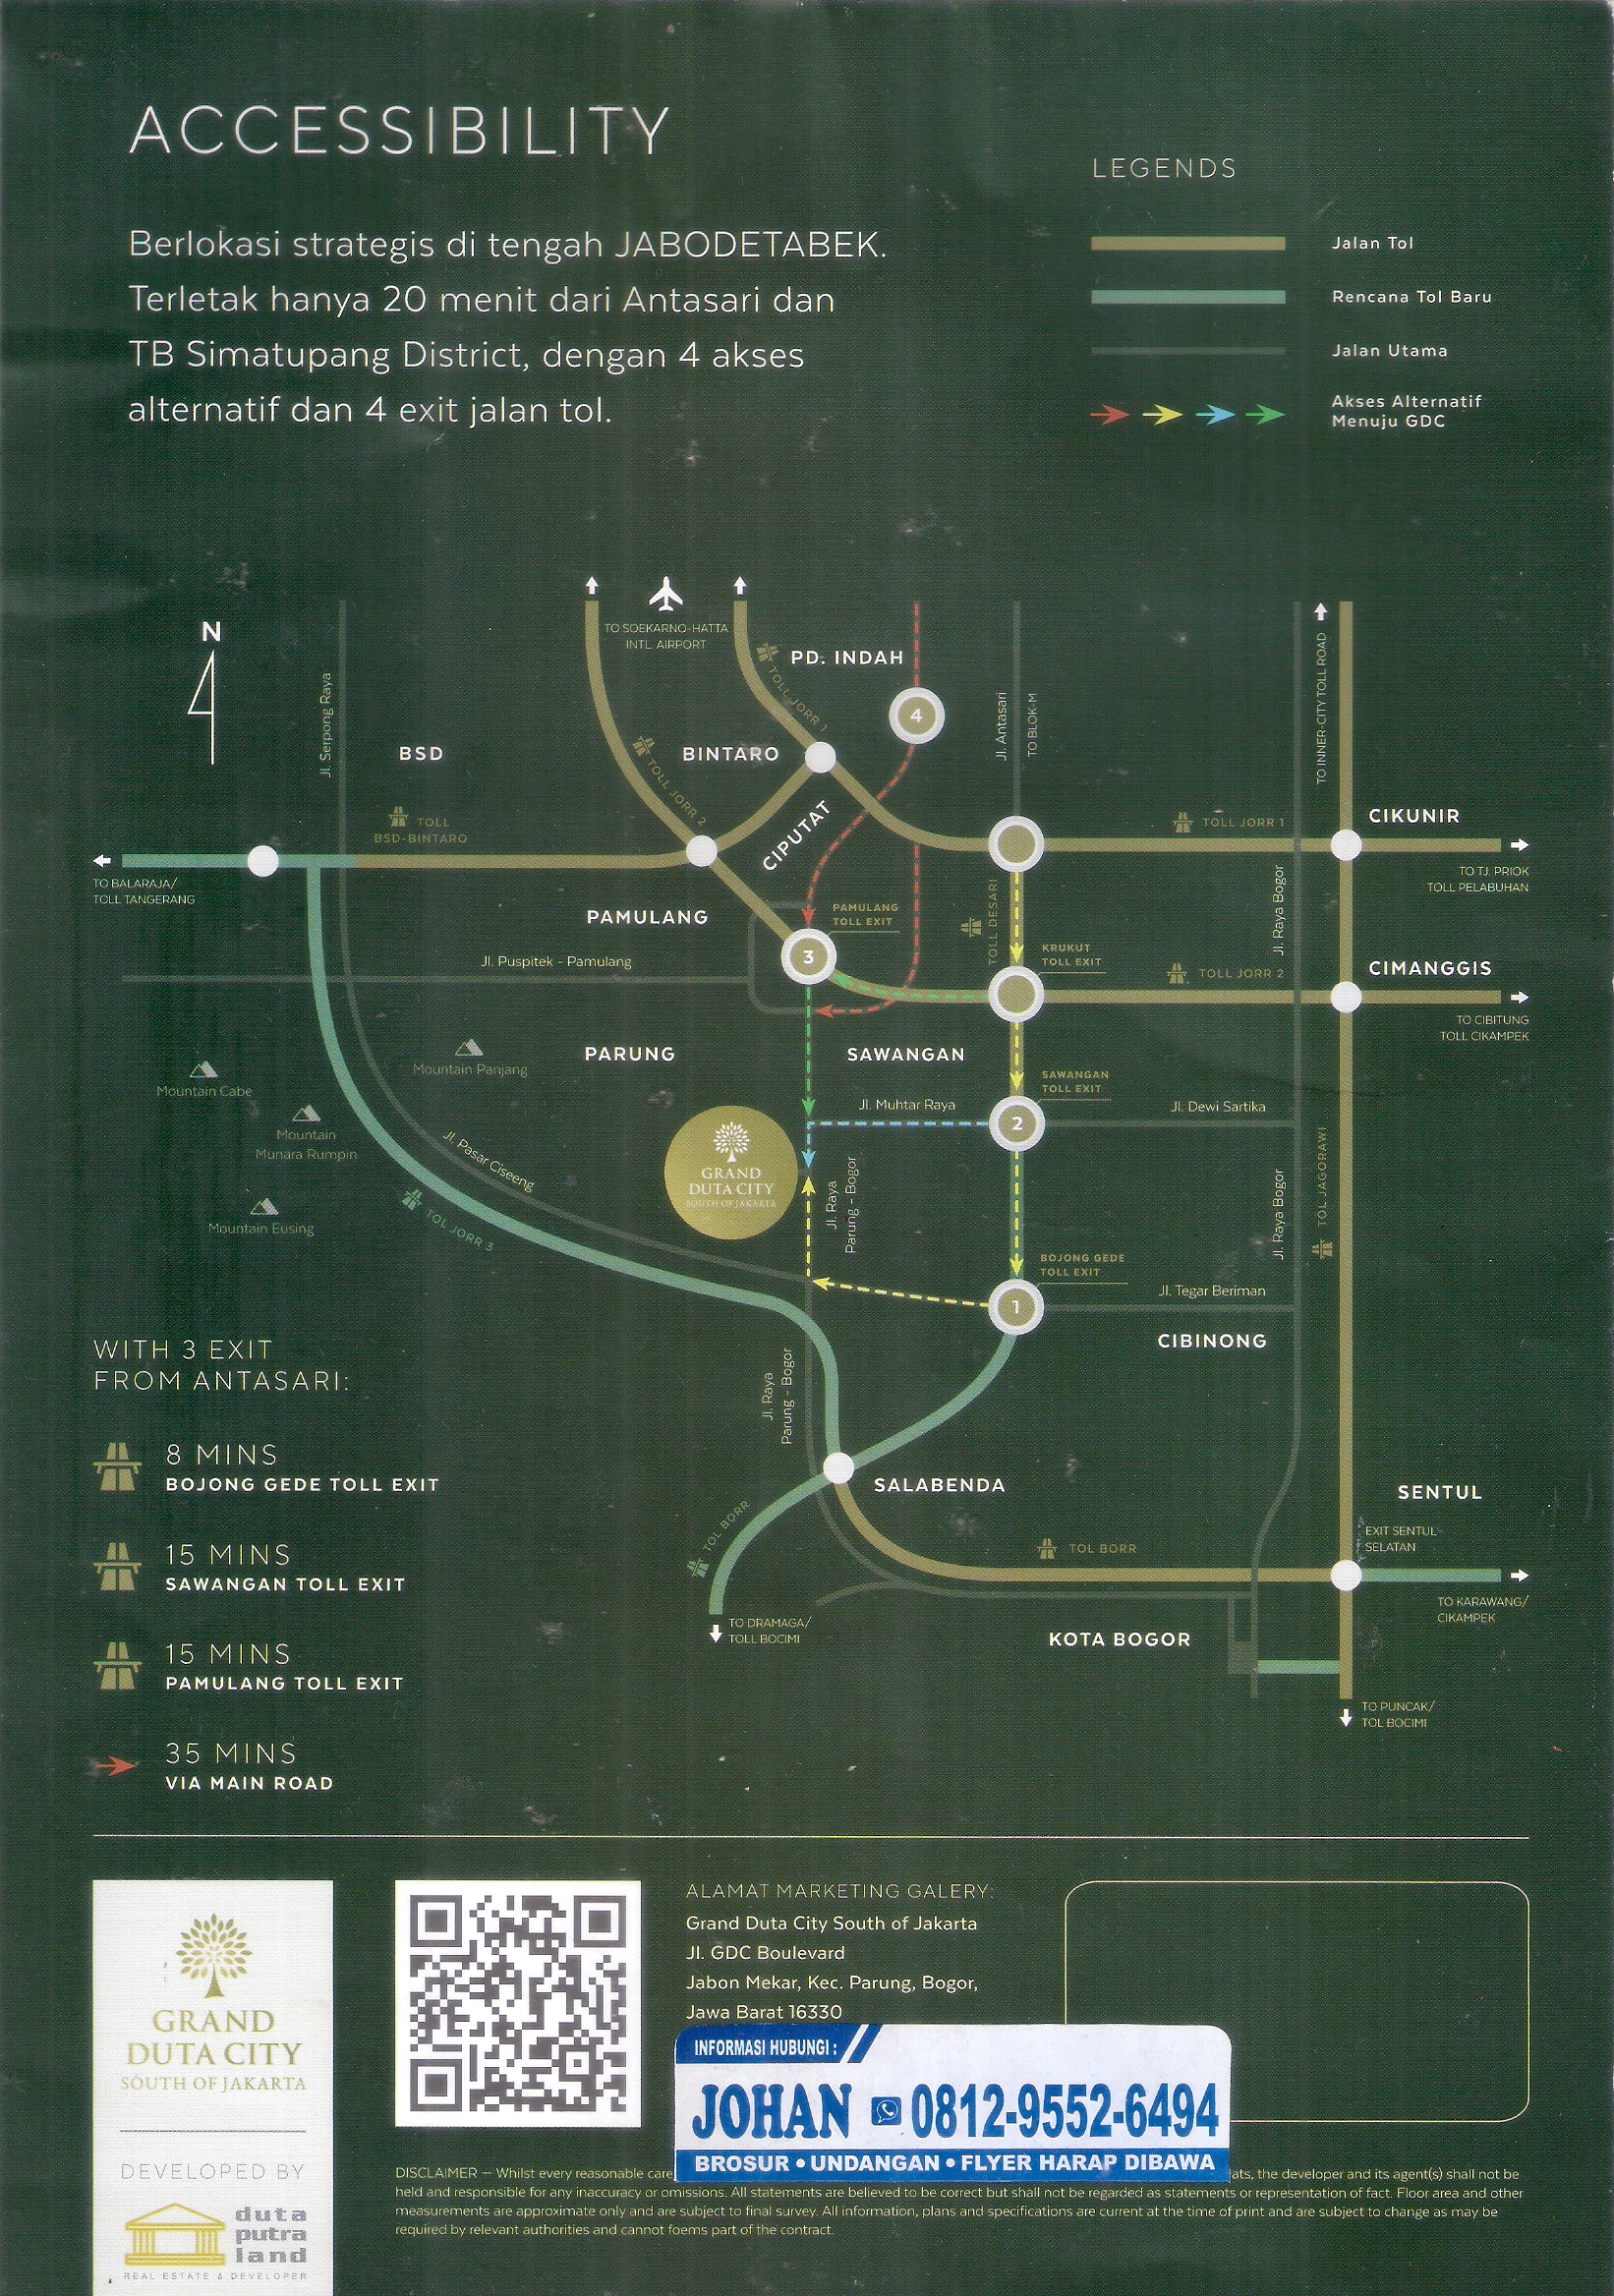 ACCESSIBILITY
Berlokasi strategis di tengah JABODETABEK.
Terletak hanya 20 menit dari Antasari dan
TB Simatupang District, dengan 4 akses
alternatif dan 4 exit jalan tol.
LEGENDS
Jalan Tol
Rencana Tol Baru
Jalan Utama
Akses Alternatif
Menuju GDC
N
Jl. Serpong Raya
BSD
TOLL
BSD-BINTARO
TO BALARAJA/
TOLL TANGERANG
TO SOEKARNO-HATTA
INTL. AIRPORT
TOLL JORR 1
PD. INDAH
4
BINTARO
TOLL JORR 2
CIPUTAT
Jl. Antasari
TO BLOK-M
TO INNER-CITY TOLL ROAD
CIKUNIR
TOLL JORR 1
TO TJ. PRIOK
TOLL PELABUHAN
PAMULANG
PAMULANG
TOLL EXIT
3
TOLL DESARI
KRUKUT
TOLL EXIT
Jl. Raya Bogor
TOLL JORR 2
CIMANGGIS
TO CIBITUNG
TOLL CIKAMPEK
Jl. Puspitek - Pamulang
Mountain Cabe
Mountain Panjang
Mountain
Munara Rumpin
Mountain Eusing
PARUNG
SAWANGAN
SAWANGAN
TOLL EXIT
Jl. Muhtar Raya
2
Jl. Dewi Sartika
GRAND
DUTA CITY
SOUTH OF JAKARTA
Jl. Pasar Ciseeng
TOL JORR 3
Jl. Raya
Parung - Bogor
Jl. Raya Bogor
TOL JAGORAWI
BOJONG GEDE
TOLL EXIT
1
Jl. Tegar Beriman
CIBINONG
Jl. Raya
Parung - Bogor
SALABENDA
TOL BORR
TOL BORR
SENTUL
EXIT SENTUL
SELATAN
TO KARAWANG/
CIKAMPEK
TO DRAMAGA/
TOLL BOCIMI
KOTA BOGOR
TO PUNCAK/
TOL BOCIMI
WITH 3 EXIT
FROM ANTASARI:
8 MINS
BOJONG GEDE TOLL EXIT
15 MINS
SAWANGAN TOLL EXIT
15 MINS
PAMULANG TOLL EXIT
35 MINS
VIA MAIN ROAD
GRAND
DUTA CITY
SOUTH OF JAKARTA
DEVELOPED BY
duta
putra
land
REAL ESTATE & DEVELOPER
ALAMAT MARKETING GALERY:
Grand Duta City South of Jakarta
Jl. GDC Boulevard
Jabon Mekar, Kec. Parung, Bogor,
Jawa Barat 16330
INFORMASI HUBUNGI :
JOHAN 0812-9552-6494
BROSUR • UNDANGAN • FLYER HARAP DIBAWA
DISCLAIMER — Whilst every reasonable care the developer and its agent(s) shall not be
held and responsible for any inaccuracy or omissions. All statements are believed to be correct but shall not be regarded as statements or representation of fact. Floor area and other
measurements are approximate only and are subject to final survey. All information, plans and specifications are current at the time of print and are subject to change as may be
required by relevant authorities and cannot foems part of the contract.